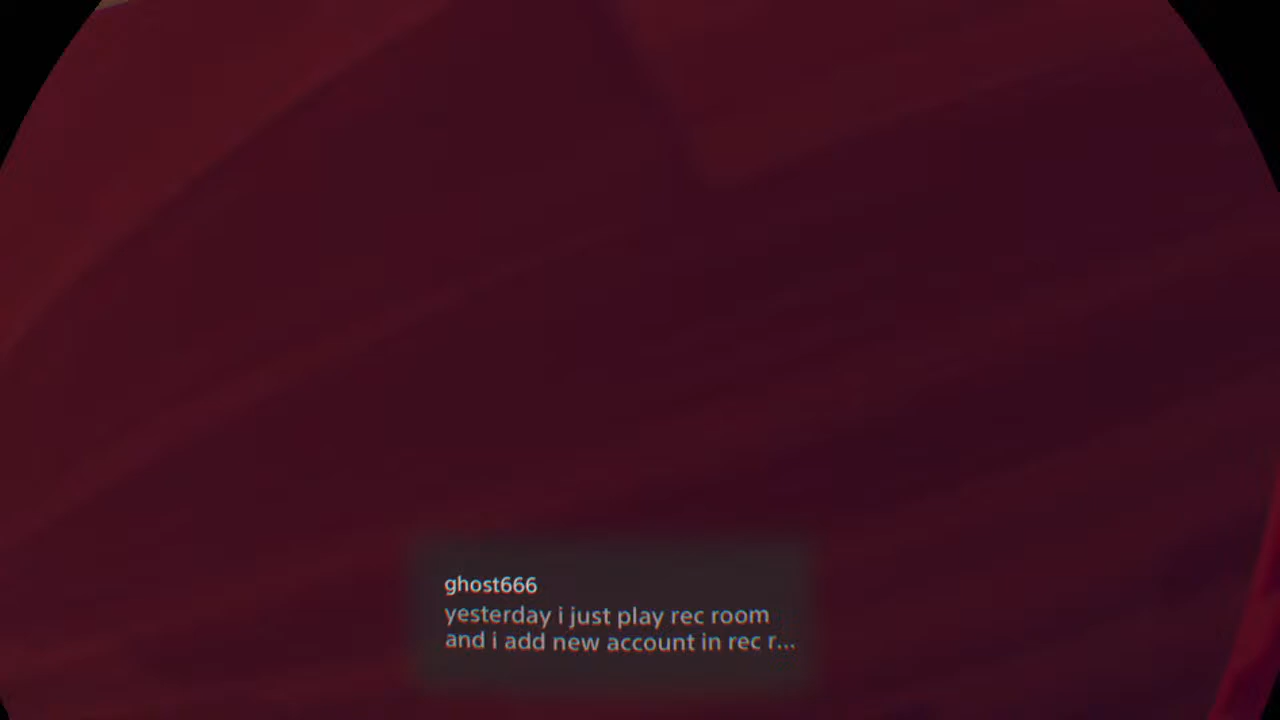 ghost666
yesterday i just play rec room
and i add new account in rec r...